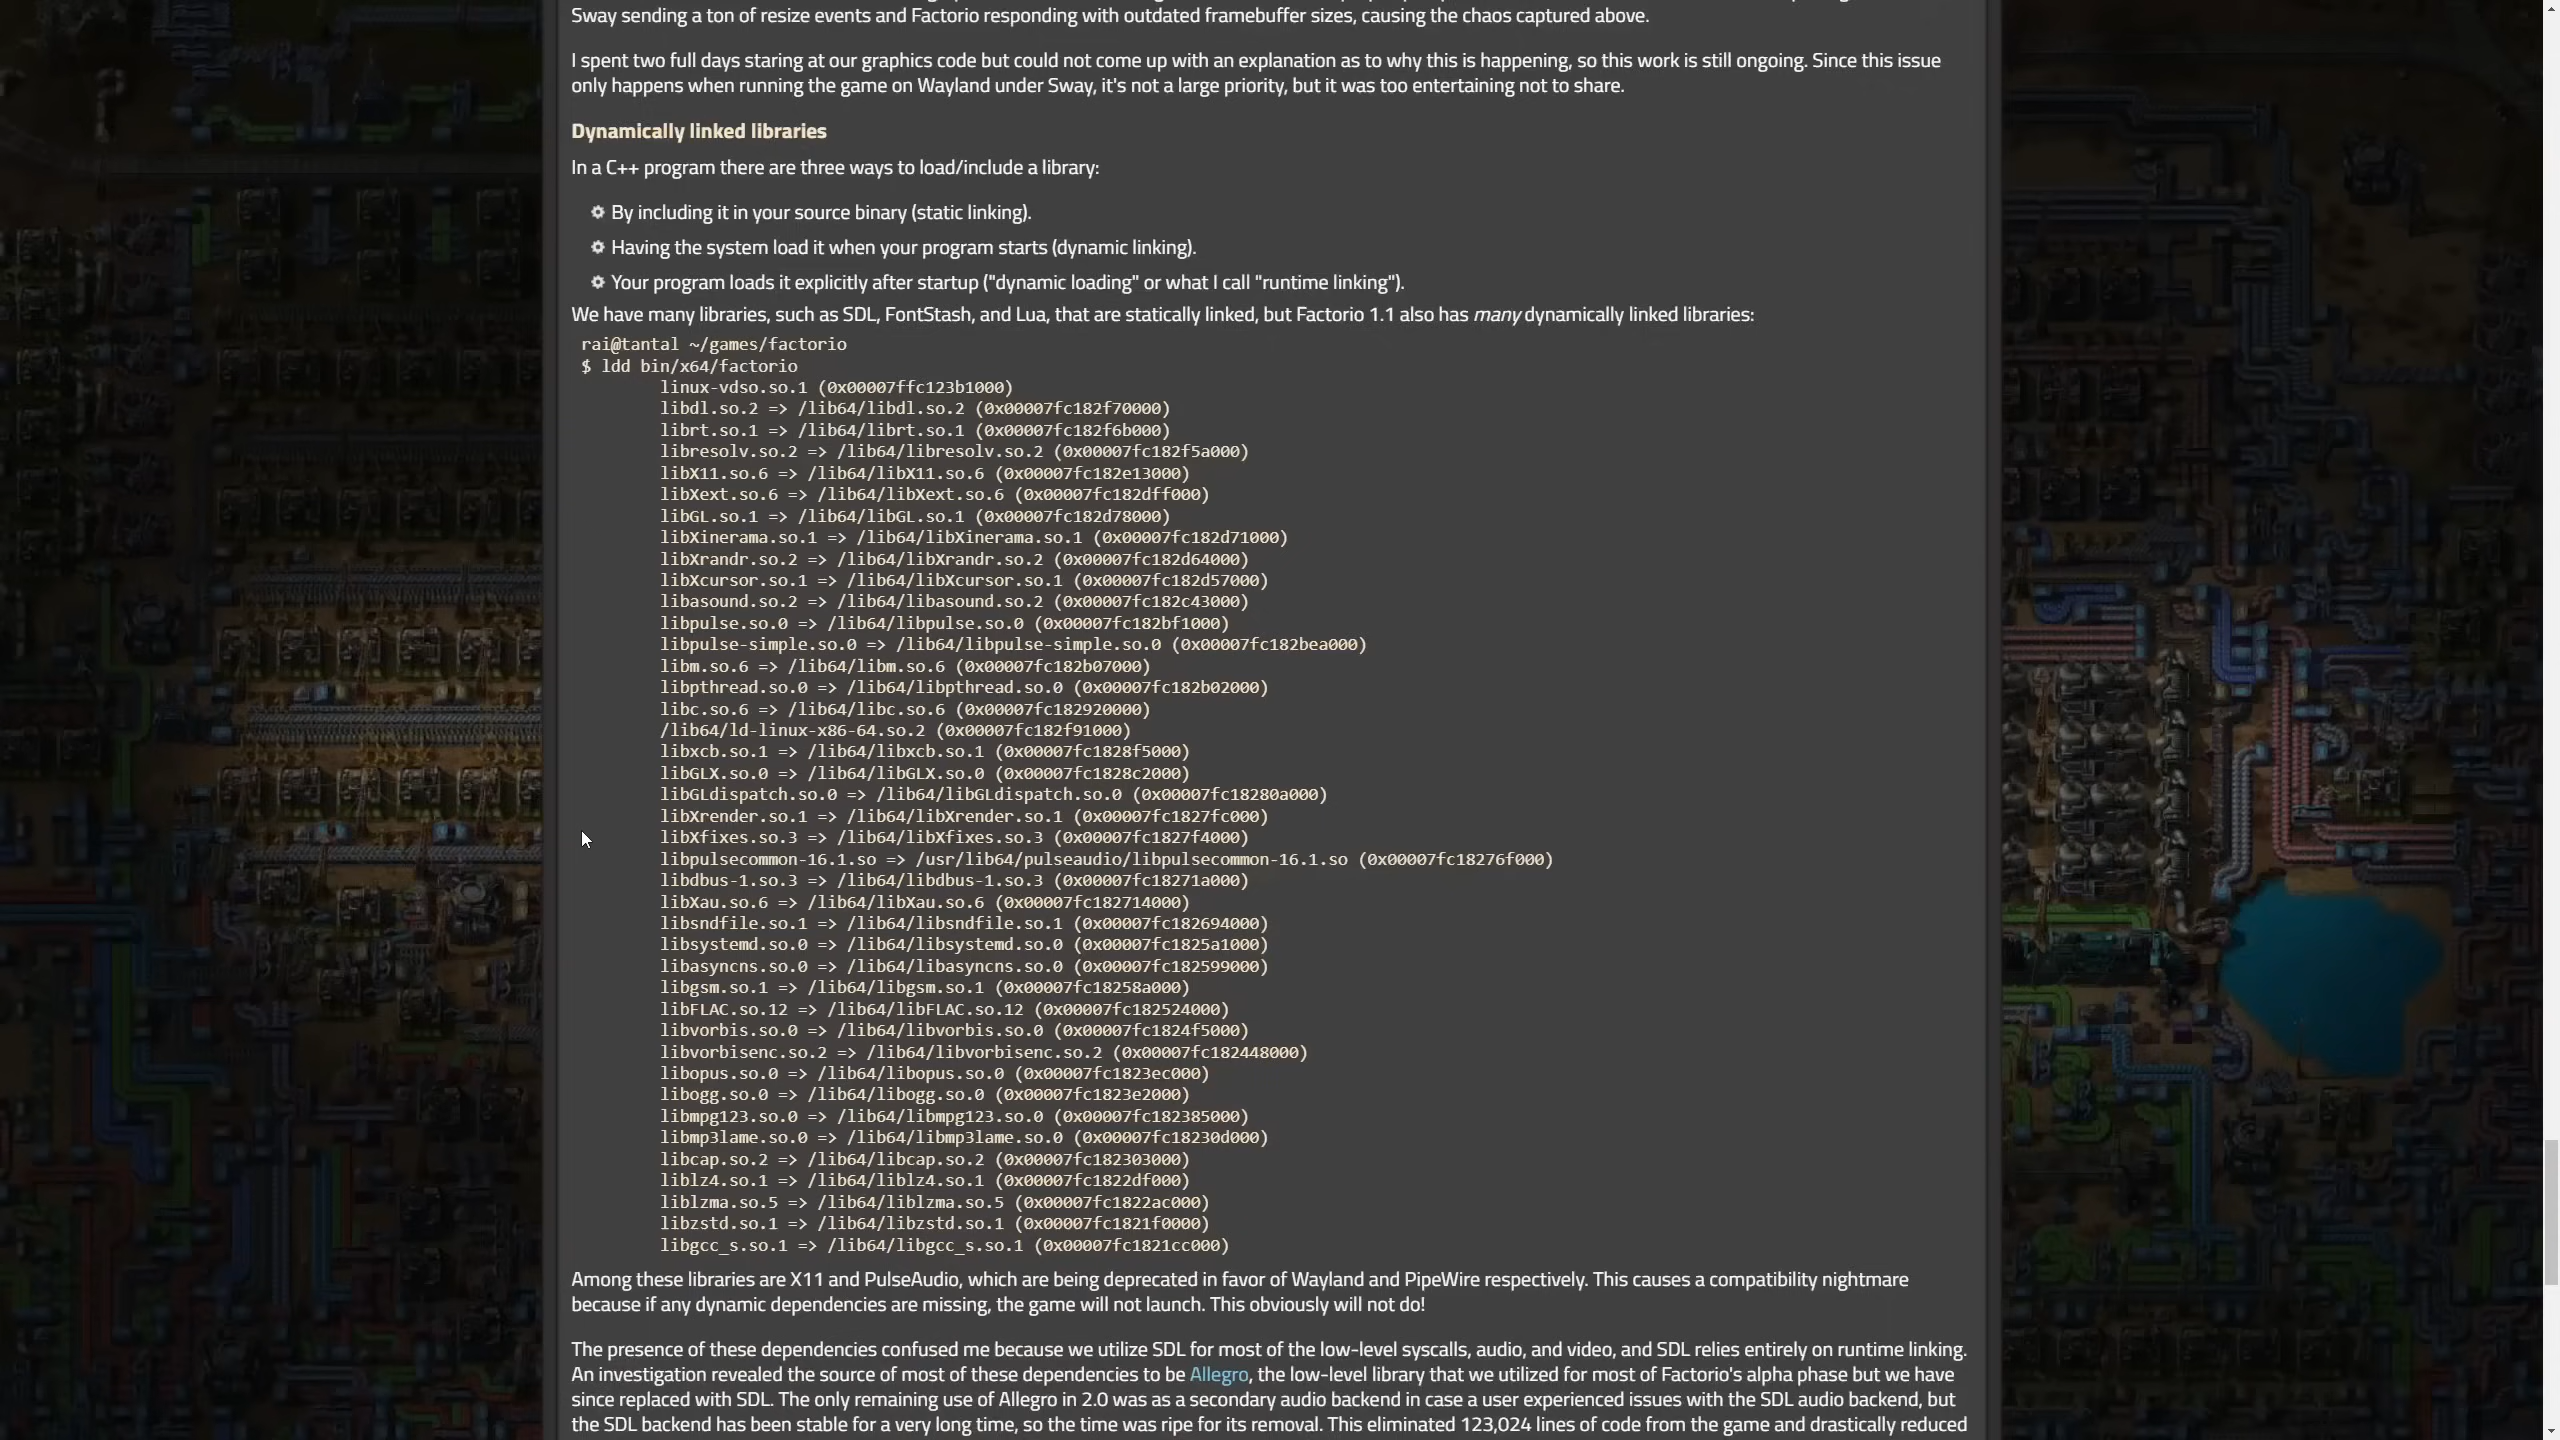 Sway sending a ton of resize events and Factorio responding with outdated framebuffer sizes, causing the chaos captured above.
I spent two full days staring at our graphics code but could not come up with an explanation as to why this is happening, so this work is still ongoing. Since this issue
only happens when running the game on Wayland under Sway, it's not a large priority, but it was too entertaining not to share.
Dynamically linked libraries
In a C++ program there are three ways to load/include a library:
By including it in your source binary (static linking).
Having the system load it when your program starts (dynamic linking).
Your program loads it explicitly after startup ("dynamic loading" or what I call "runtime linking").
We have many libraries, such as SDL, FontStash, and Lua, that are statically linked, but Factorio 1.1 also has many dynamically linked libraries:
rai@tantal ~/games/factorio
$ ldd bin/x64/factorio
linux-vdso.so.1 (0x00007ffc123b1000)
libdl.so.2 => /lib64/libdl.so.2 (0x00007fc182f70000)
librt.so.1 => /lib64/librt.so.1 (0x00007fc182f6b000)
libresolv.so.2 => /lib64/libresolv.so.2 (0x00007fc182f5a000)
libX11.so.6 => /lib64/libX11.so.6 (0x00007fc182e13000)
libXext.so.6 => /lib64/libXext.so.6 (0x00007fc182dff000)
libGL.so.1 => /lib64/libGL.so.1 (0x00007fc182d78000)
libXinerama.so.1 => /lib64/libXinerama.so.1 (0x00007fc182d71000)
libXrandr.so.2 => /lib64/libXrandr.so.2 (0x00007fc182d64000)
libXcursor.so.1 => /lib64/libXcursor.so.1 (0x00007fc182d57000)
libasound.so.2 => /lib64/libasound.so.2 (0x00007fc182c43000)
libpulse.so.0 => /lib64/libpulse.so.0 (0x00007fc182bf1000)
libpulse-simple.so.0 => /lib64/libpulse-simple.so.0 (0x00007fc182bea000)
libm.so.6 => /lib64/libm.so.6 (0x00007fc182b07000)
libpthread.so.0 => /lib64/libpthread.so.0 (0x00007fc182b02000)
libc.so.6 => /lib64/libc.so.6 (0x00007fc182920000)
/lib64/ld-linux-x86-64.so.2 (0x00007fc182f91000)
libxcb.so.1 => /lib64/libxcb.so.1 (0x00007fc1828f5000)
libGLX.so.0 => /lib64/libGLX.so.0 (0x00007fc1828c2000)
libGLdispatch.so.0 => /lib64/libGLdispatch.so.0 (0x00007fc18280a000)
libXrender.so.1 => /lib64/libXrender.so.1 (0x00007fc1827fc000)
libXfixes.so.3 => /lib64/libXfixes.so.3 (0x00007fc1827f4000)
libpulsecommon-16.1.so => /usr/lib64/pulseaudio/libpulsecommon-16.1.so (0x00007fc18276f000)
libdbus-1.so.3 => /lib64/libdbus-1.so.3 (0x00007fc18271a000)
libXau.so.6 => /lib64/libXau.so.6 (0x00007fc182714000)
libsndfile.so.1 => /lib64/libsndfile.so.1 (0x00007fc182694000)
libsystemd.so.0 => /lib64/libsystemd.so.0 (0x00007fc1825a1000)
libasyncns.so.0 => /lib64/libasyncns.so.0 (0x00007fc182599000)
libgsm.so.1 => /lib64/libgsm.so.1 (0x00007fc18258a000)
libFLAC.so.12 => /lib64/libFLAC.so.12 (0x00007fc182524000)
libvorbis.so.0 => /lib64/libvorbis.so.0 (0x00007fc1824f5000)
libvorbisenc.so.2 => /lib64/libvorbisenc.so.2 (0x00007fc182448000)
libopus.so.0 => /lib64/libopus.so.0 (0x00007fc1823ec000)
libogg.so.0 => /lib64/libogg.so.0 (0x00007fc1823e2000)
libmpg123.so.0 => /lib64/libmpg123.so.0 (0x00007fc182385000)
libmp3lame.so.0 => /lib64/libmp3lame.so.0 (0x00007fc18230d000)
libcap.so.2 => /lib64/libcap.so.2 (0x00007fc182303000)
liblz4.so.1 => /lib64/liblz4.so.1 (0x00007fc1822df000)
liblzma.so.5 => /lib64/liblzma.so.5 (0x00007fc1822ac000)
libzstd.so.1 => /lib64/libzstd.so.1 (0x00007fc1821f0000)
libgcc_s.so.1 => /lib64/libgcc_s.so.1 (0x00007fc1821cc000)
Among these libraries are X11 and PulseAudio, which are being deprecated in favor of Wayland and PipeWire respectively. This causes a compatibility nightmare
because if any dynamic dependencies are missing, the game will not launch. This obviously will not do!
The presence of these dependencies confused me because we utilize SDL for most of the low-level syscalls, audio, and video, and SDL relies entirely on runtime linking.
An investigation revealed the source of most of these dependencies to be Allegro, the low-level library that we utilized for most of Factorio's alpha phase but we have
since replaced with SDL. The only remaining use of Allegro in 2.0 was as a secondary audio backend in case a user experienced issues with the SDL audio backend, but
the SDL backend has been stable for a very long time, so the time was ripe for its removal. This eliminated 123,024 lines of code from the game and drastically reduced